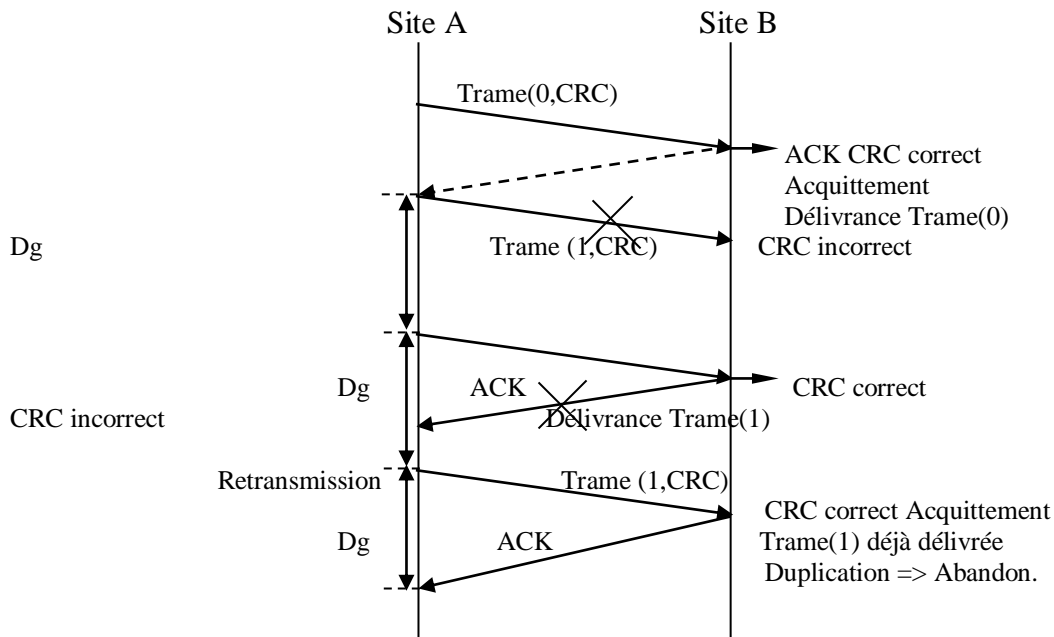 Site A
Site B
Trame(0,CRC)
ACK CRC correct
Acquittement
Délivrance Trame(0)
Dg
Trame (1,CRC)
CRC incorrect
Dg
ACK
CRC correct
CRC incorrect
Délivrance Trame(1)
Retransmission
Trame (1,CRC)
CRC correct Acquittement
Dg
ACK
Trame(1) déjà délivrée
Duplication => Abandon.